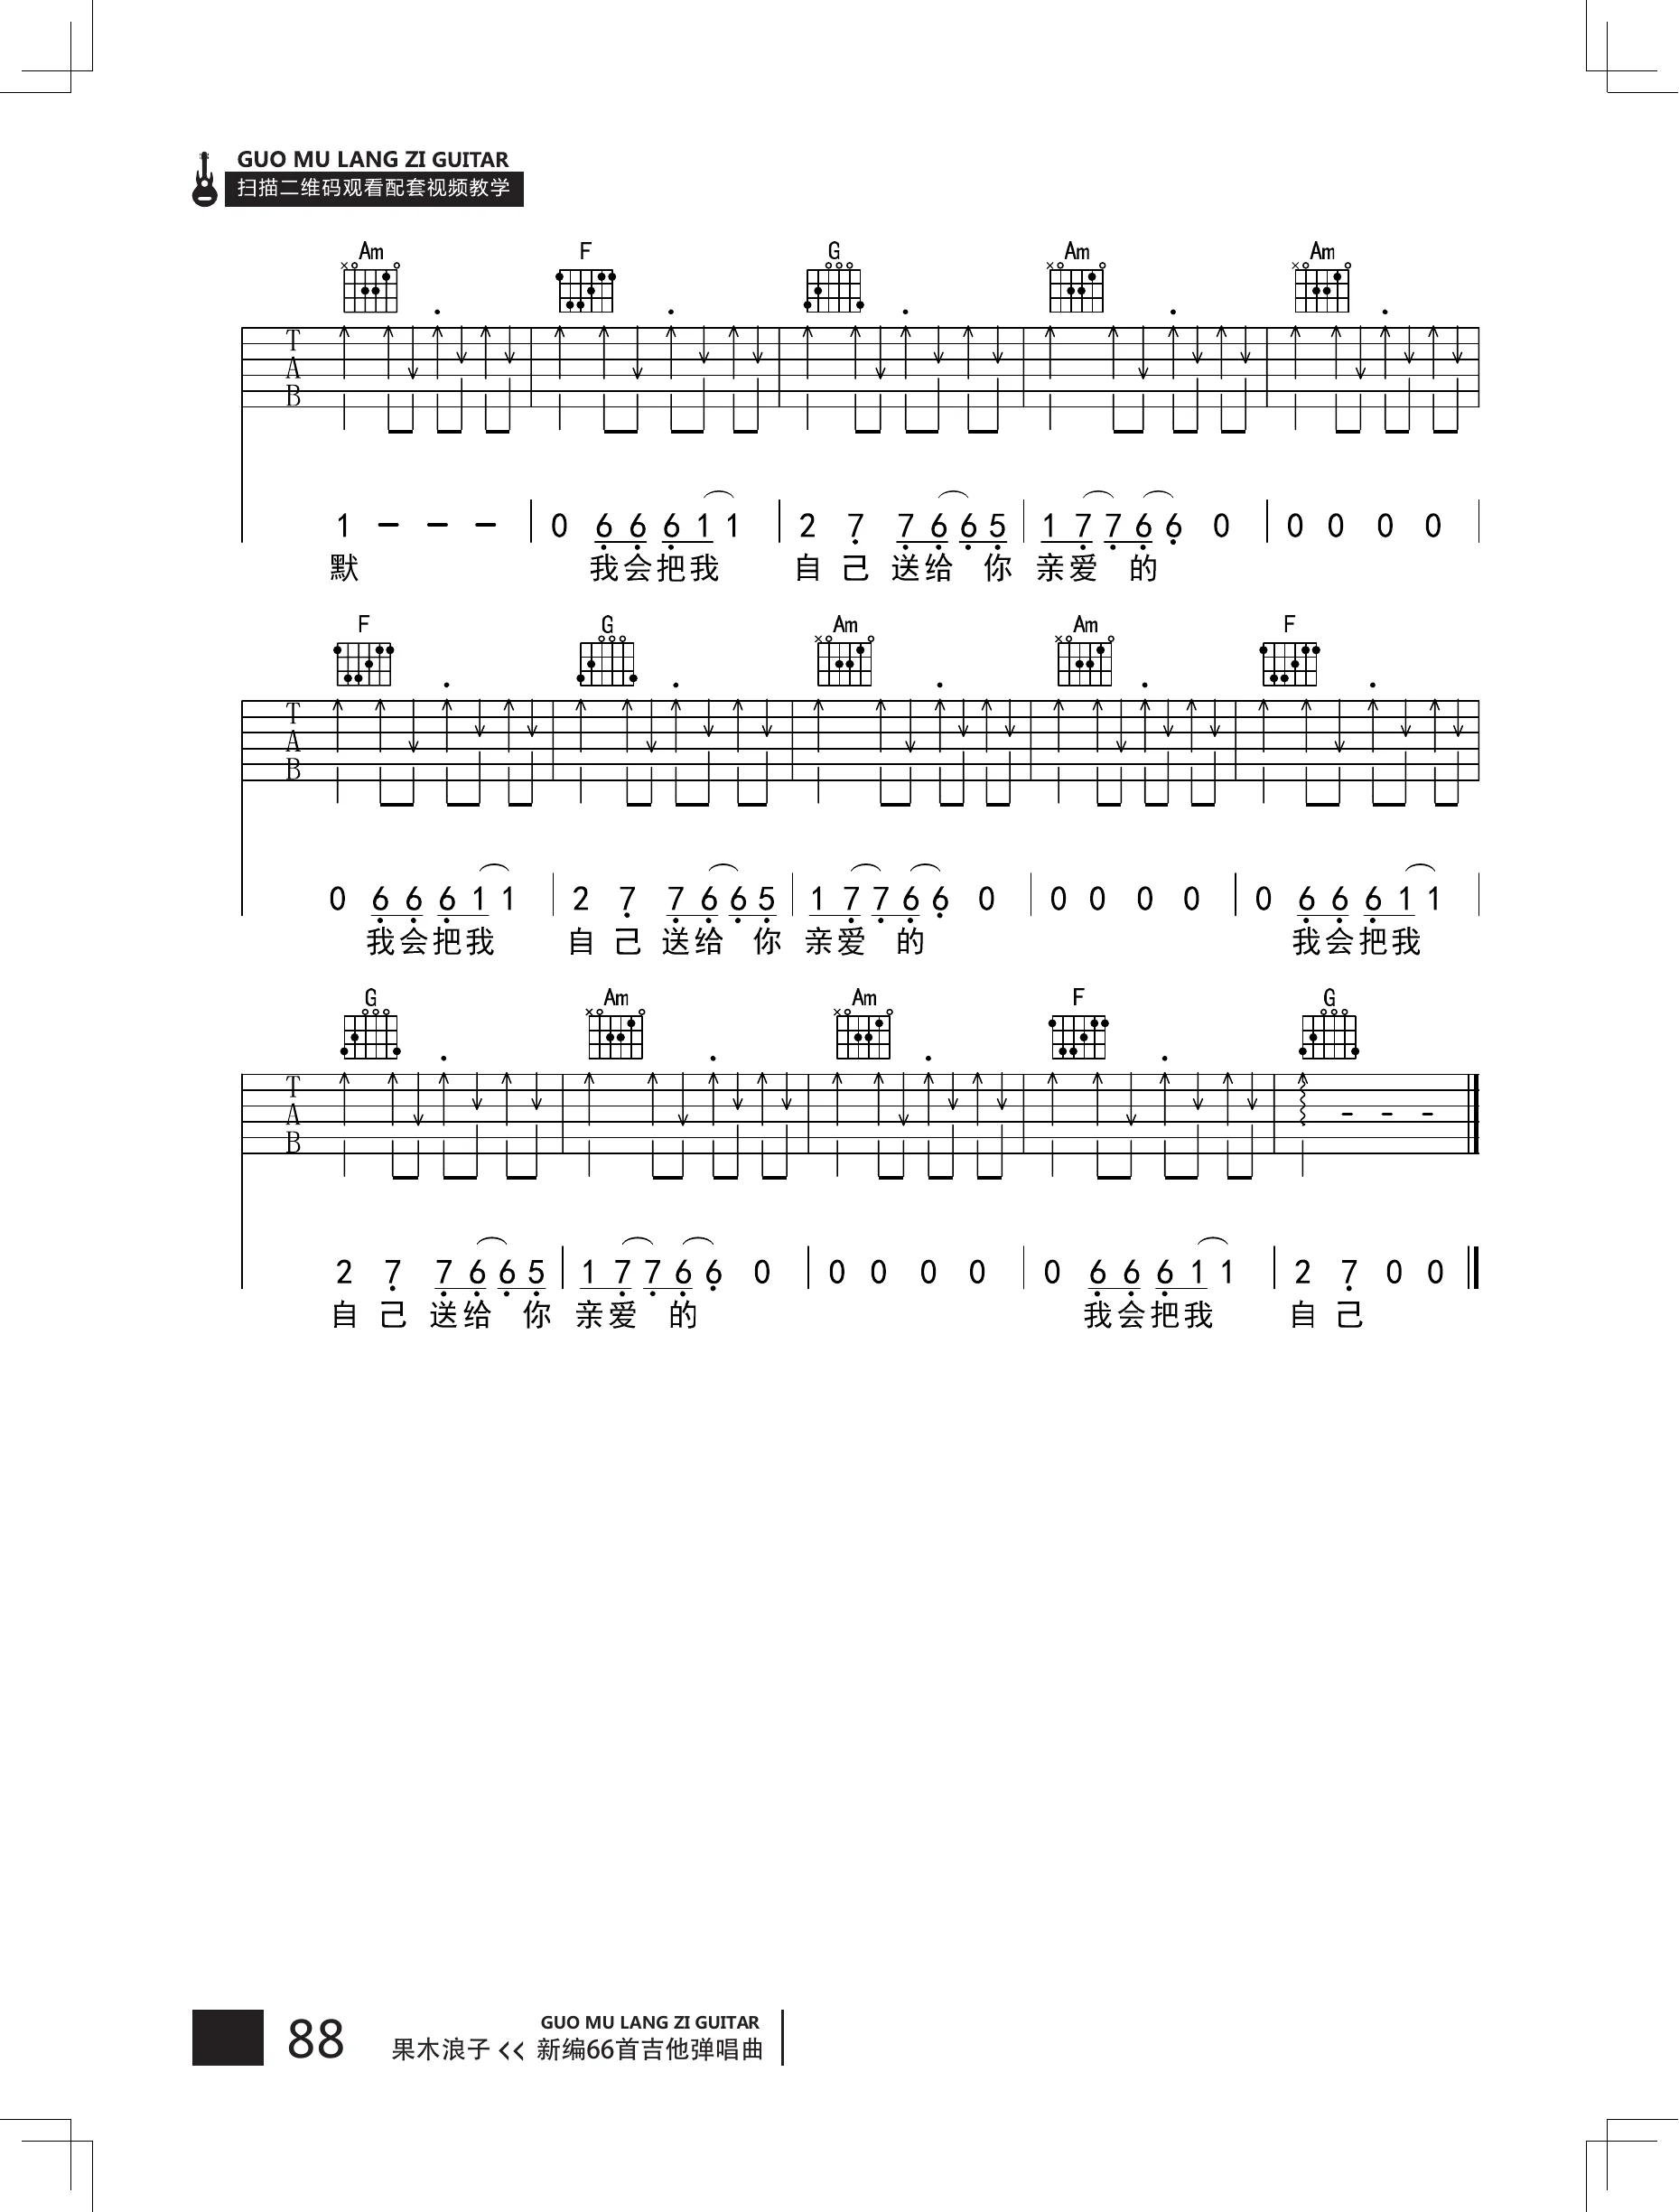 GUO MU LANG ZI GUITAR
扫描二维码观看配套视频教学
Am F G Am Am
T
A
B
1 – – – | 0 6 6 6 1 1 | 2 7 7 6 6 5 | 1 7 7 6 6 0 | 0 0 0 0 |
默 我会把我 自 己 送给 你 亲爱 的
F G Am Am F
T
A
B
0 6 6 6 1 1 | 2 7 7 6 6 5 | 1 7 7 6 6 0 | 0 0 0 0 | 0 6 6 6 1 1 |
我会把我 自 己 送给 你 亲爱 的 我会把我
G Am Am F G
T
A
B
2 7 7 6 6 5 | 1 7 7 6 6 0 | 0 0 0 0 | 0 6 6 6 1 1 | 2 7 0 0 ‖
自 己 送给 你 亲爱 的 我会把我 自 己
GUO MU LANG ZI GUITAR
88 果木浪子 << 新编66首吉他弹唱曲